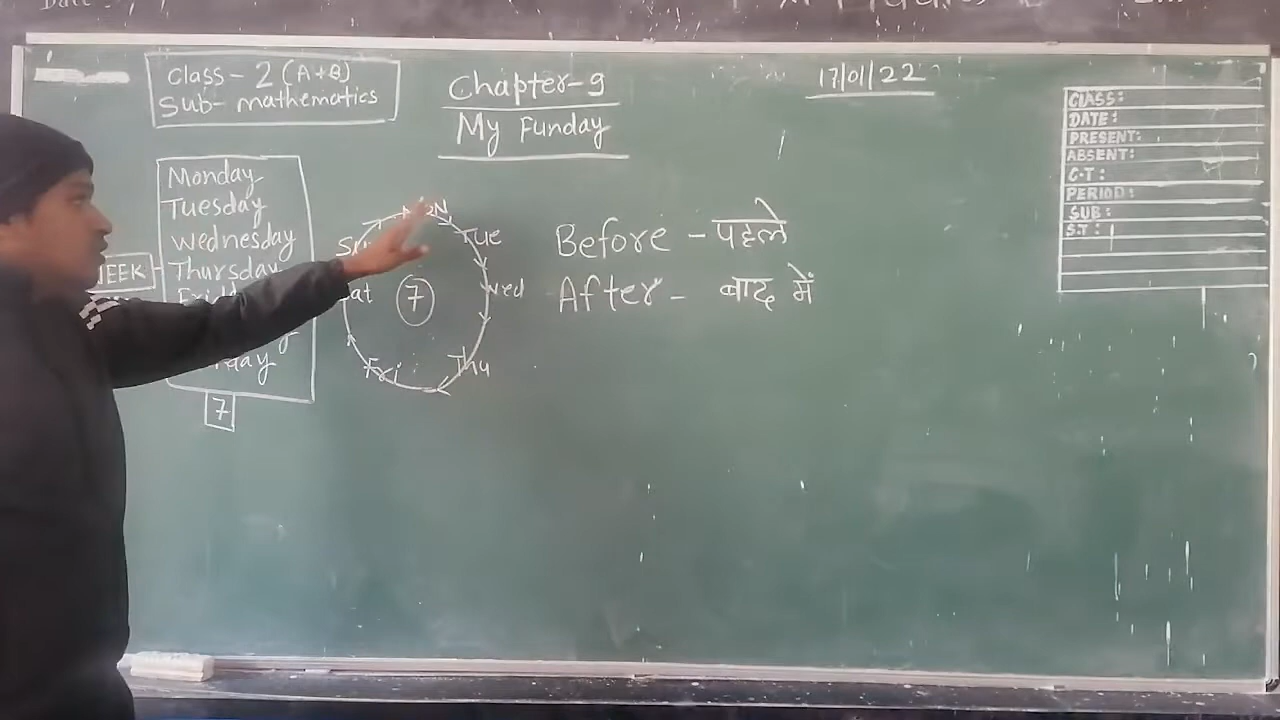 Class - 2 (A+B)
Sub- mathematics
Chapter-9
My Funday
17/01/22
CLASS:
DATE:
PRESENT:
ABSENT:
C.T:
PERIOD:
SUB:
S.T:
Monday
Tuesday
Wednesday
Thursday
7
Tue
Wed
Thu
Fri
7
Before - पहले
After - बाद में